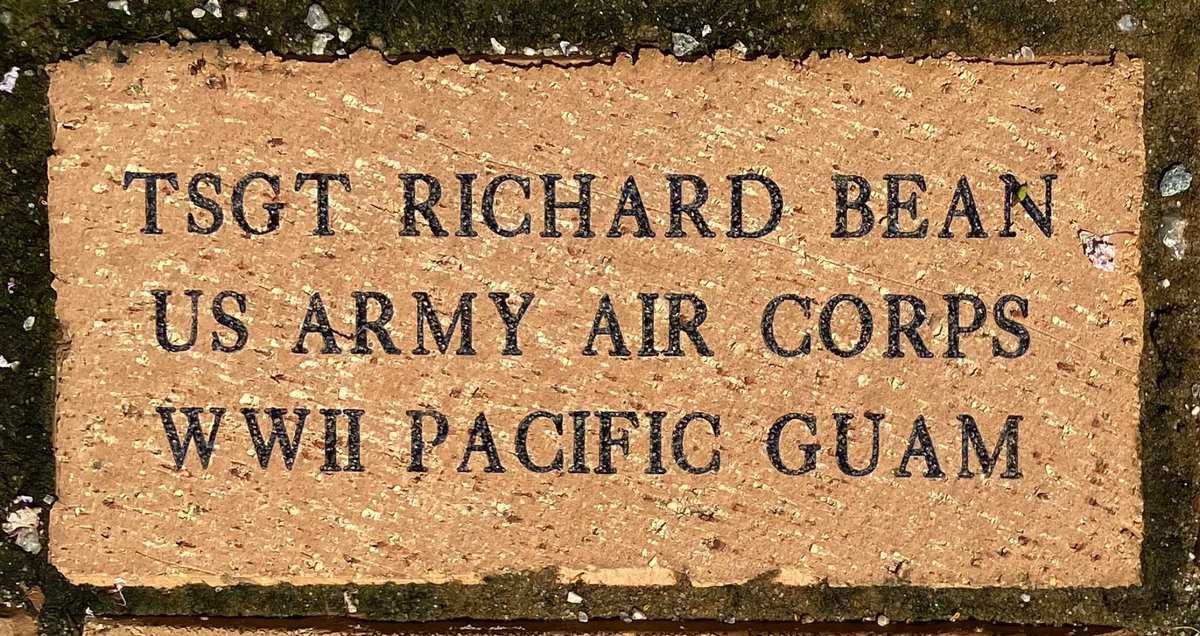 TSGT RICHARD BEAN
US ARMY AIR CORPS
WWII PACIFIC GUAM